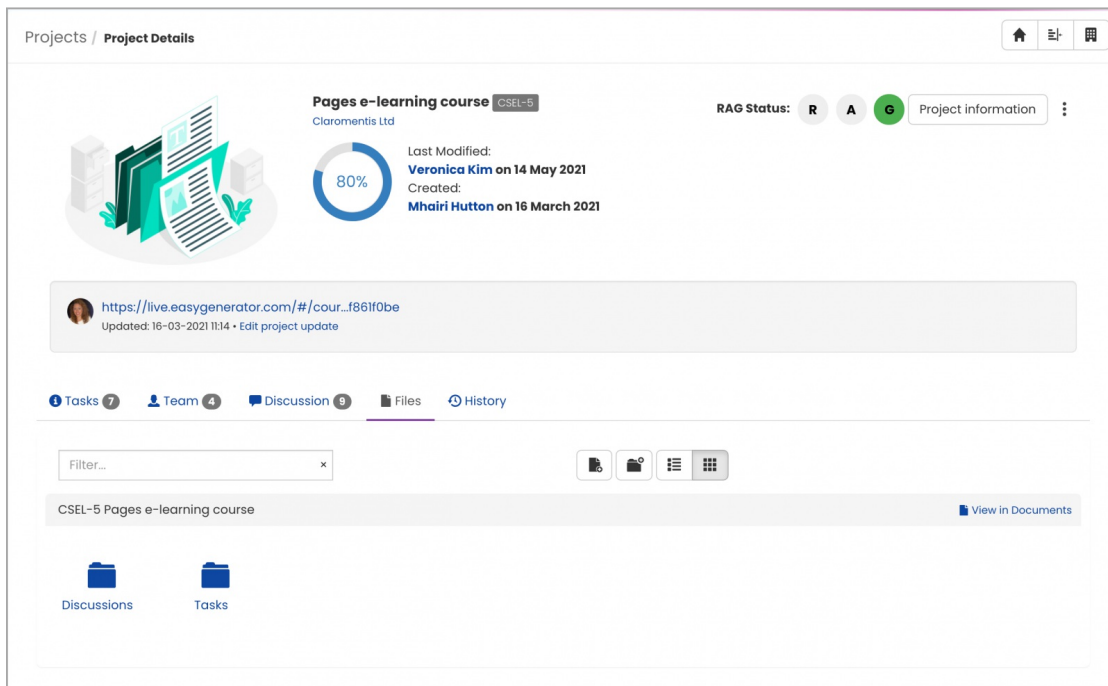 Projects / Project Details
Pages e-learning course CSEL-5
Claromentis Ltd
RAG Status: R A G Project information
80%
Last Modified:
Veronica Kim on 14 May 2021
Created:
Mhairi Hutton on 16 March 2021
https://live.easygenerator.com/#/cour...f861f0be
Updated: 16-03-2021 11:14 • Edit project update
Tasks 7 Team 4 Discussion 9 Files History
Filter... ×
CSEL-5 Pages e-learning course View in Documents
Discussions Tasks